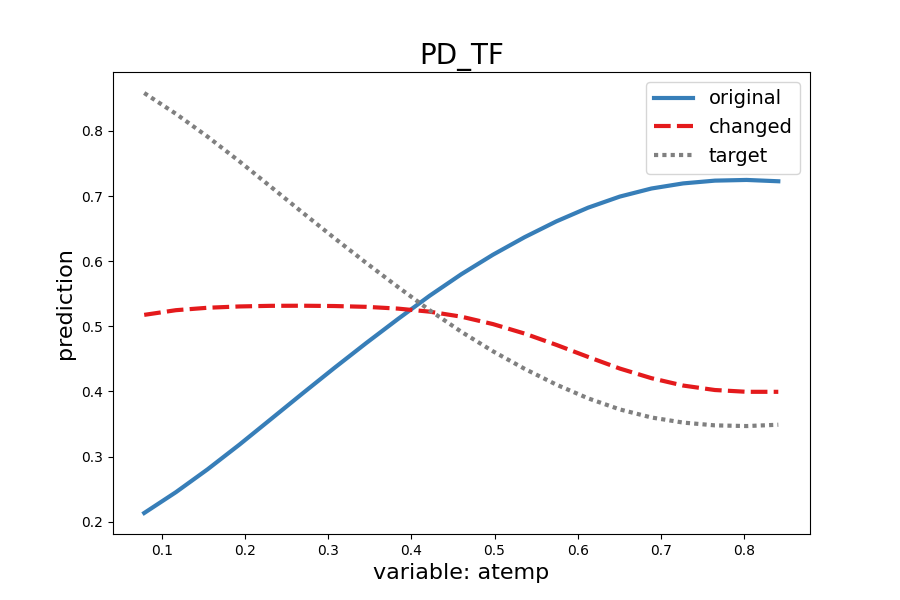 PD_TF
original
changed
target
prediction
0.8
0.7
0.6
0.5
0.4
0.3
0.2
0.1 0.2 0.3 0.4 0.5 0.6 0.7 0.8
variable: atemp